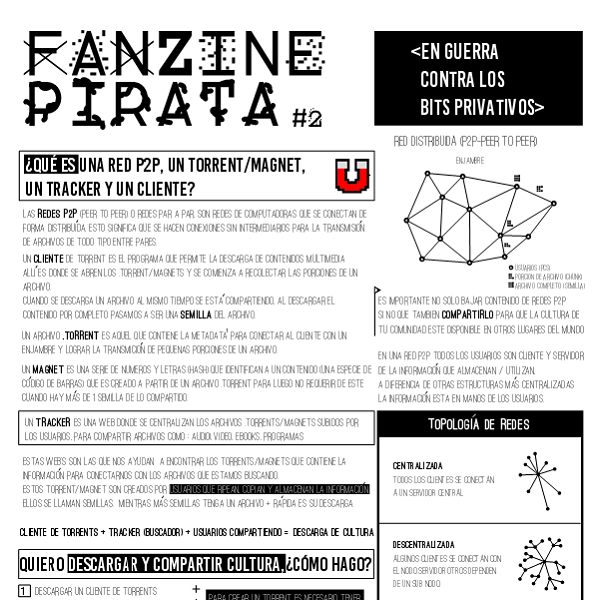 FANZINE
PIRATA #2
<EN GUERRA
CONTRA LOS
BITS PRIVATIVOS>
¿QUÉ ES UNA RED P2P, UN TORRENT/MAGNET,
UN TRACKER Y UN CLIENTE?
LAS REDES P2P (PEER TO PEER) O REDES PAR A PAR, SON REDES DE COMPUTADORAS QUE SE CONECTAN DE
FORMA DISTRIBUÍDA. ESTO SIGNIFICA QUE SE HACEN CONEXIONES SIN INTERMEDIARIOS PARA LA TRANSMISIÓN
DE ARCHIVOS DE TODO TIPO ENTRE PARES.
UN CLIENTE DE TORRENT ES EL PROGRAMA QUE PERMITE LA DESCARGA DE CONTENIDOS MULTIMEDIA
ALLÍ ES DONDE SE ABREN LOS .TORRENT/MAGNETS Y SE COMIENZA A RECOLECTAR LAS PORCIONES DE UN
ARCHIVO.
CUANDO SE DESCARGA UN ARCHIVO AL MISMO TIEMPO SE ESTÁ COMPARTIENDO. AL DESCARGAR EL
CONTENIDO POR COMPLETO PASAMOS A SER UNA SEMILLA DEL ARCHIVO.
UN ARCHIVO .TORRENT ES AQUEL QUE CONTIENE LA METADATA PARA CONECTAR AL CLIENTE CON UN
ENJAMBRE Y LOGRAR LA TRANSMICIÓN DE PEQUEÑAS PORCIONES DE UN ARCHIVO.
UN MAGNET ES UNA SERIE DE NÚMEROS Y LETRAS (HASH) QUE IDENTIFICAN A UN CONTENIDO (UNA ESPECIE DE
CÓDIGO DE BARRAS) QUE ES CREADO A PARTIR DE UN ARCHIVO .TORRENT PARA LUEGO NO REQUERIR DE ESTE
CUANDO HAY MÁS DE 1 SEMILLA DE LO COMPARTIDO.
UN TRACKER ES UNA WEB DONDE SE CENTRALIZAN LOS ARCHIVOS .TORRENTS/MAGNETS SUBIDOS POR
LOS USUARIOS, PARA COMPARTIR ARCHIVOS COMO : AUDIO, VIDEO, EBOOKS, PROGRAMAS
ESTAS WEB'S SON LAS QUE NOS AYUDAN A ENCONTRAR LOS TORRENTS/MAGNETS QUE CONTIENE LA
INFORMACIÓN PARA CONECTARNOS CON LOS ARCHIVOS QUE ESTAMOS BUSCANDO.
ESTOS TORRENT/MAGNET SON CREADOS POR USUARIOS QUE RIPEAN, COPIAN Y ALMACENAN LA INFORMACIÓN
ELLOS SE LLAMAN SEMILLAS. MIENTRAS MÁS SEMILLAS TENGA UN ARCHIVO + RÁPIDA ES SU DESCARGA
CLIENTE DE TORRENTS + TRACKER (BUSCADOR) + USUARIOS COMPARTIENDO = DESCARGA DE CULTURA
QUIERO DESCARGAR Y COMPARTIR CULTURA, ¿CÓMO HAGO?
1 DESCARGAR UN CLIENTE DE TORRENTS
+ PARA CREAR UN TORRENT ES NECESARIO TENER
RED DISTRIBUÍDA (P2P-PEER TO PEER)
ENJAMBRE
USUARIOS (PCS)
PORCIÓN DE ARCHIVO (CHUNK)
ARCHIVO COMPLETO (SEMILLA)
ES IMPORTANTE NO SOLO BAJAR CONTENIDO DE REDES P2P
SI NO QUE TAMBIÉN COMPARTIRLO PARA QUE LA CULTURA DE
TU COMUNIDAD ESTE DISPONIBLE EN OTROS LUGARES DEL MUNDO
EN UNA RED P2P TODOS LOS USUARIOS SON CLIENTE Y SERVIDOR
DE LA INFORMACIÓN QUE ALMACENAN / UTILIZAN.
A DIFERENCIA DE OTRAS ESTRUCTURAS MÁS CENTRALIZADAS
LA INFORMACIÓN ESTA EN MANOS DE LOS USUARIOS.
TOPOLOGÍA DE REDES
CENTRALIZADA
TODOS LOS CLIENTES SE CONECTAN
A UN SERVIDOR CENTRAL
DESCENTRALIZADA
ALGUNOS CLIENTES SE CONECTAN CON
EL NODO SERVIDOR OTROS DEPENDEN
DE UN SUB NODO